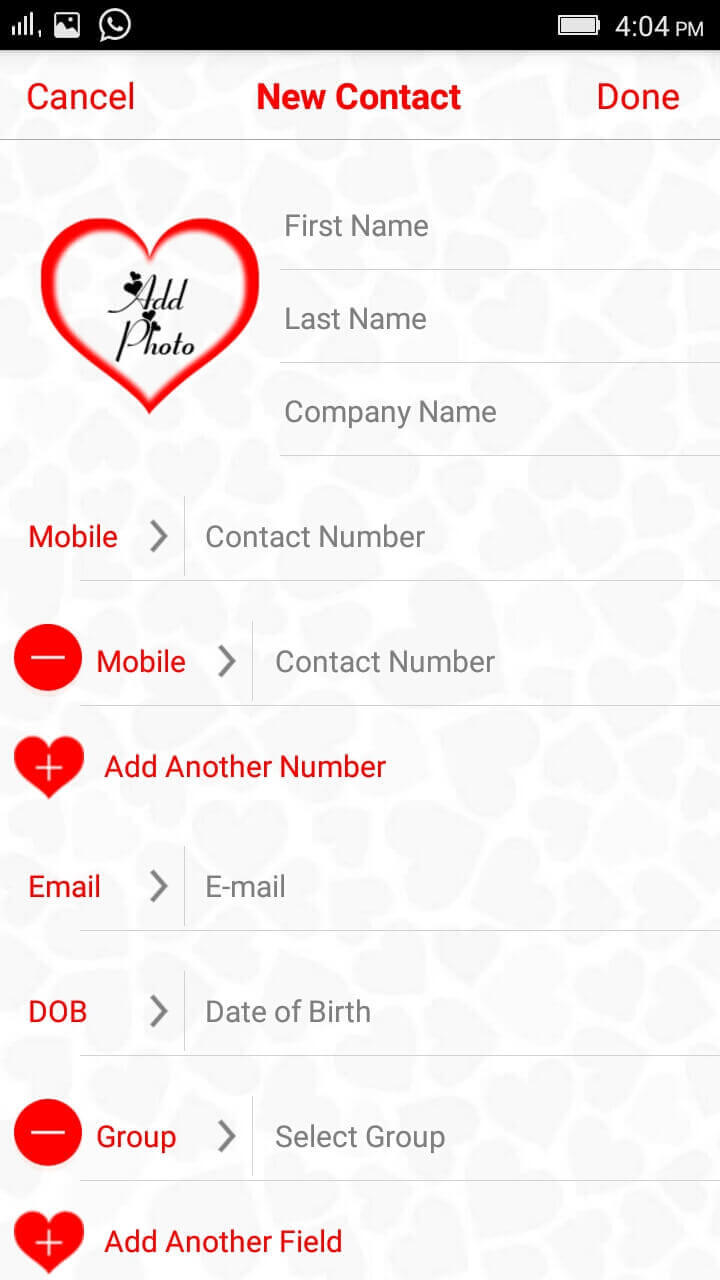 4:04 PM
Cancel New Contact Done
First Name
Add
Photo
Last Name
Company Name
Mobile Contact Number
Mobile Contact Number
Add Another Number
Email E-mail
DOB Date of Birth
Group Select Group
Add Another Field